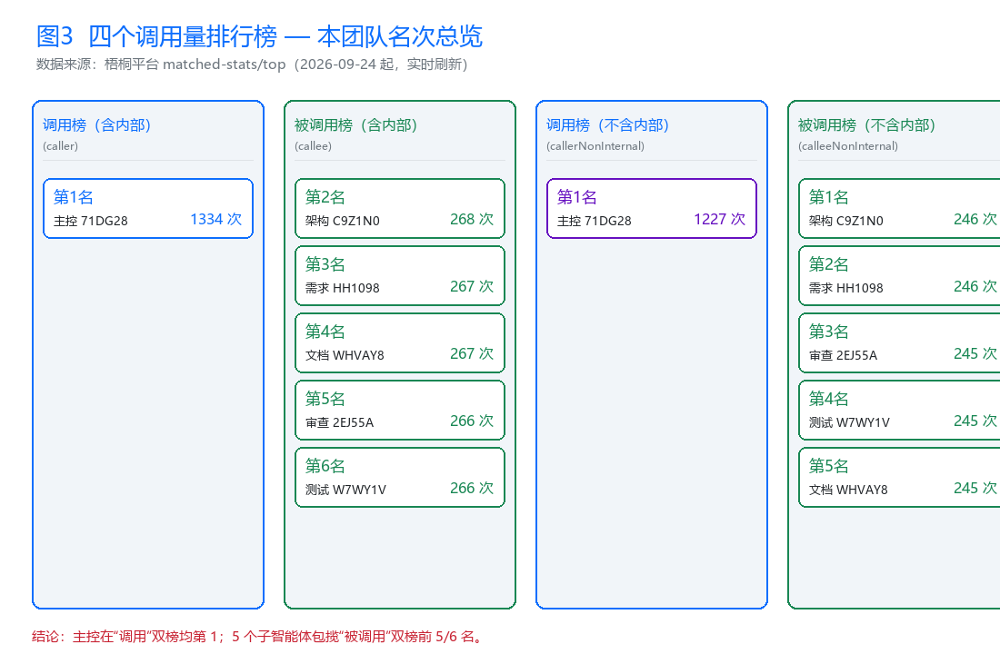 图3 四个调用量排行榜 — 本团队名次总览
数据来源：梧桐平台 matched-stats/top（2026-09-24 起，实时刷新）
调用榜（含内部）
(caller)
第1名
主控 71DG28
1334 次
被调用榜（含内部）
(callee)
第2名
架构 C9Z1N0
268 次
第3名
需求 HH1098
267 次
第4名
文档 WHVAY8
267 次
第5名
审查 2EJ55A
266 次
第6名
测试 W7WY1V
266 次
调用榜（不含内部）
(callerNonInternal)
第1名
主控 71DG28
1227 次
被调用榜（不含内部）
(calleeNonInternal)
第1名
架构 C9Z1N0
246 次
第2名
需求 HH1098
246 次
第3名
审查 2EJ55A
245 次
第4名
测试 W7WY1V
245 次
第5名
文档 WHVAY8
245 次
结论：主控在“调用”双榜均第 1；5 个子智能体包揽“被调用”双榜前 5/6 名。